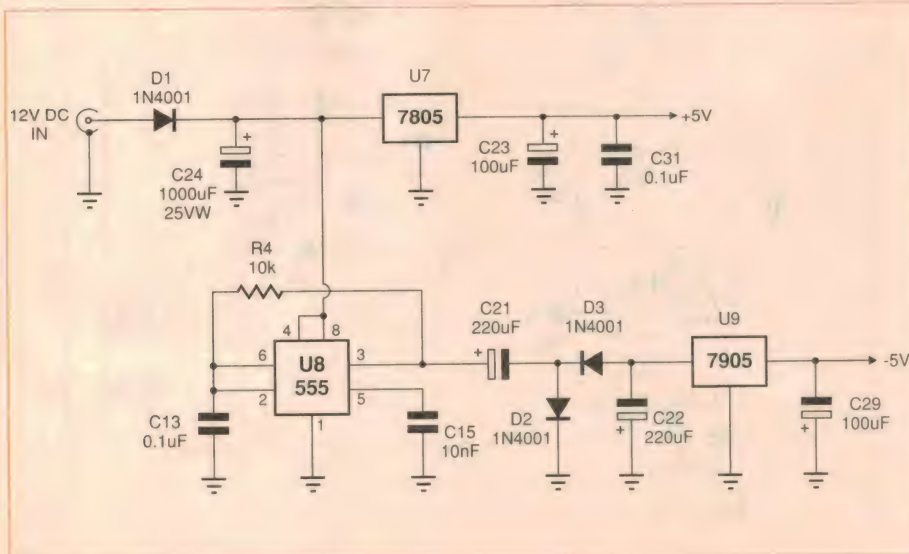 12V DC
IN
D1
1N4001
C24
1000uF
25VW
+
U7
7805
C23
100uF
+
C31
0.1uF
+5V
R4
10k
4
8
6
2
U8
555
3
5
1
C13
0.1uF
C15
10nF
C21
220uF
+
D3
1N4001
D2
1N4001
C22
220uF
+
U9
7905
C29
100uF
+
-5V